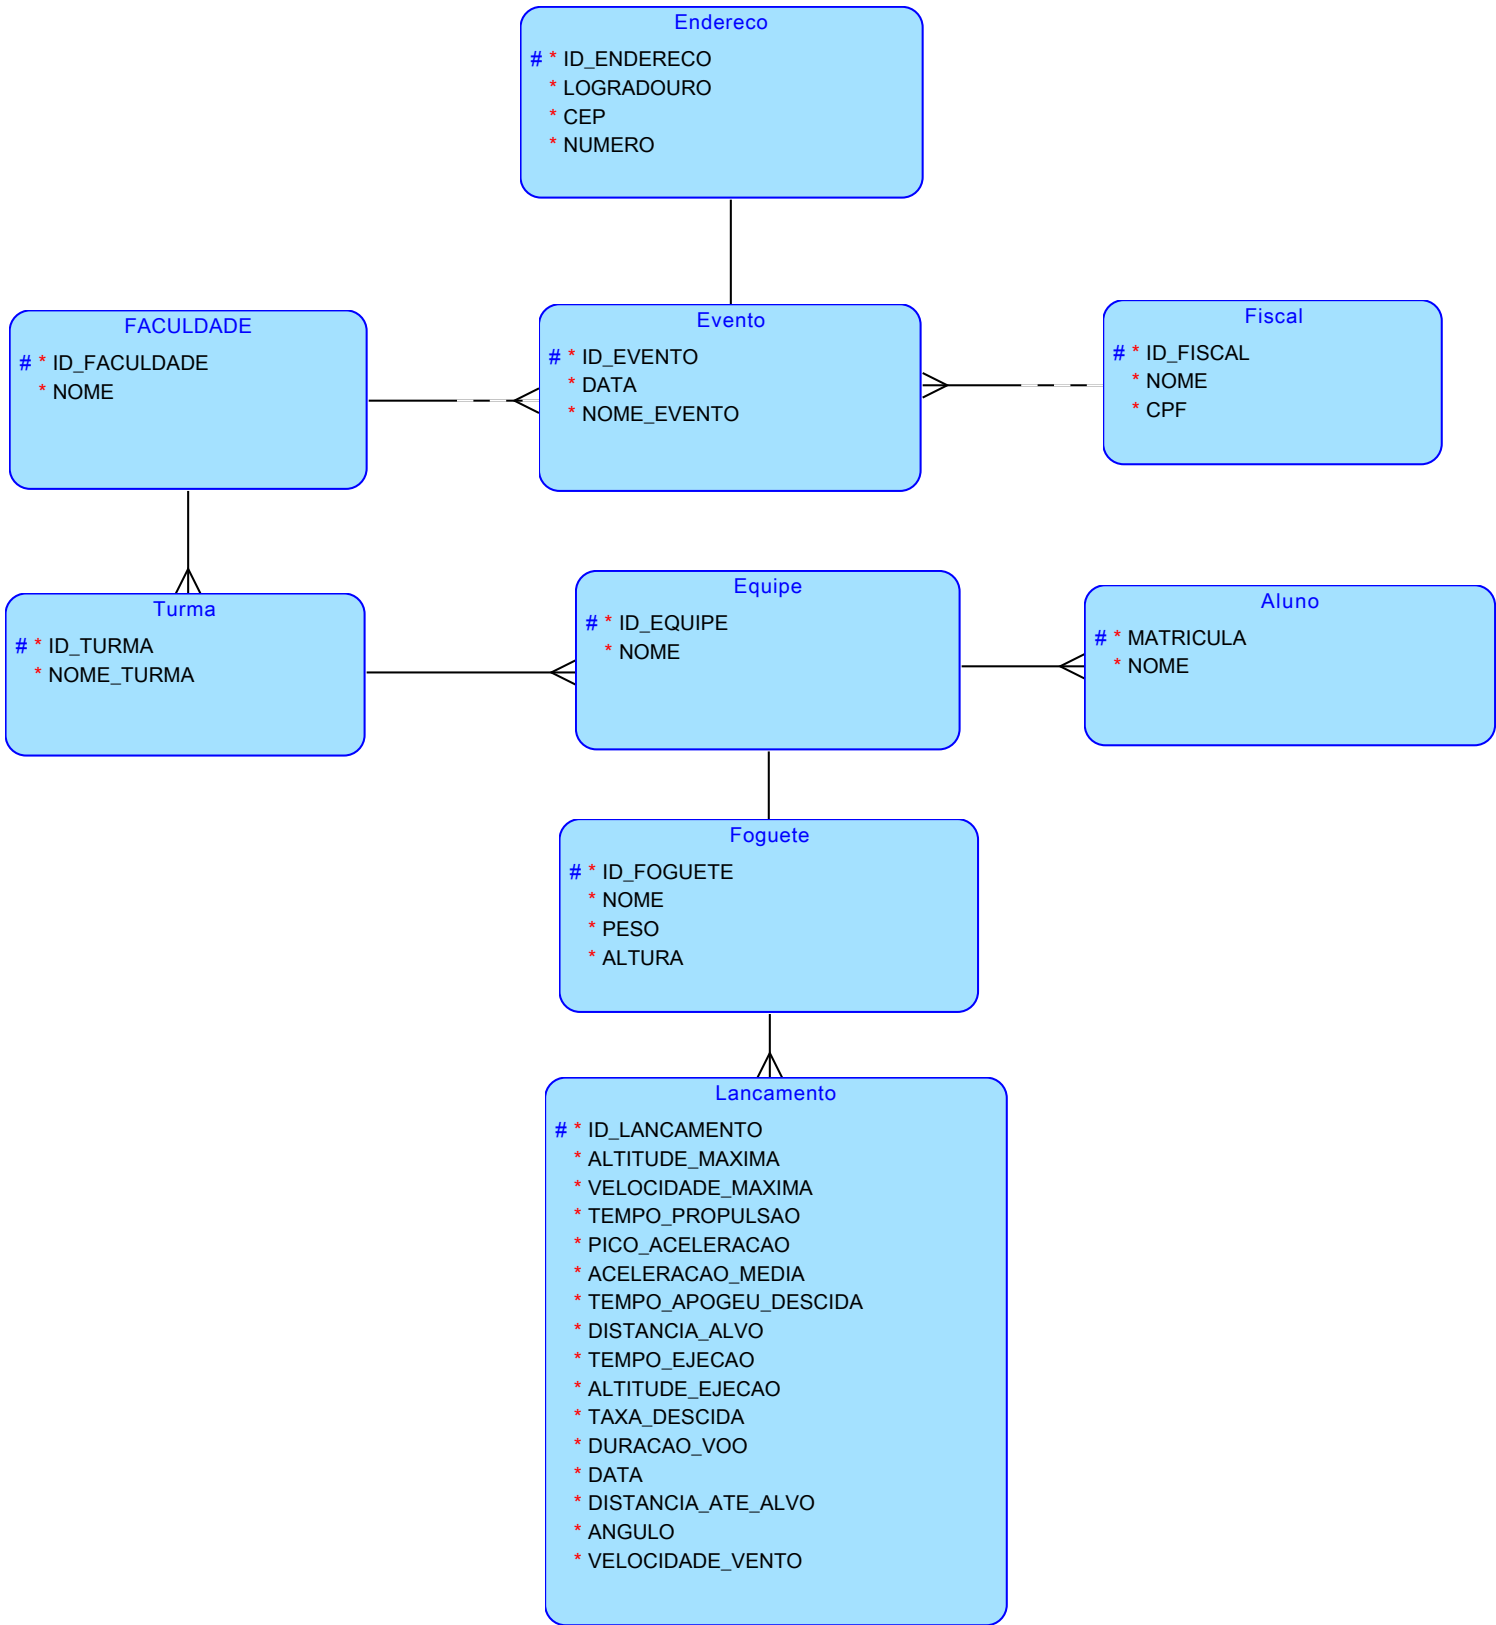 Endereco
# * ID_ENDERECO
* LOGRADOURO
* CEP
* NUMERO
FACULDADE
# * ID_FACULDADE
* NOME
Evento
# * ID_EVENTO
* DATA
* NOME_EVENTO
Fiscal
# * ID_FISCAL
* NOME
* CPF
Turma
# * ID_TURMA
* NOME_TURMA
Equipe
# * ID_EQUIPE
* NOME
Aluno
# * MATRICULA
* NOME
Foguete
# * ID_FOGUETE
* NOME
* PESO
* ALTURA
Lancamento
# * ID_LANCAMENTO
* ALTITUDE_MAXIMA
* VELOCIDADE_MAXIMA
* TEMPO_PROPULSAO
* PICO_ACELERACAO
* ACELERACAO_MEDIA
* TEMPO_APOGEU_DESCIDA
* DISTANCIA_ALVO
* TEMPO_EJECAO
* ALTITUDE_EJECAO
* TAXA_DESCIDA
* DURACAO_VOO
* DATA
* DISTANCIA_ATE_ALVO
* ANGULO
* VELOCIDADE_VENTO